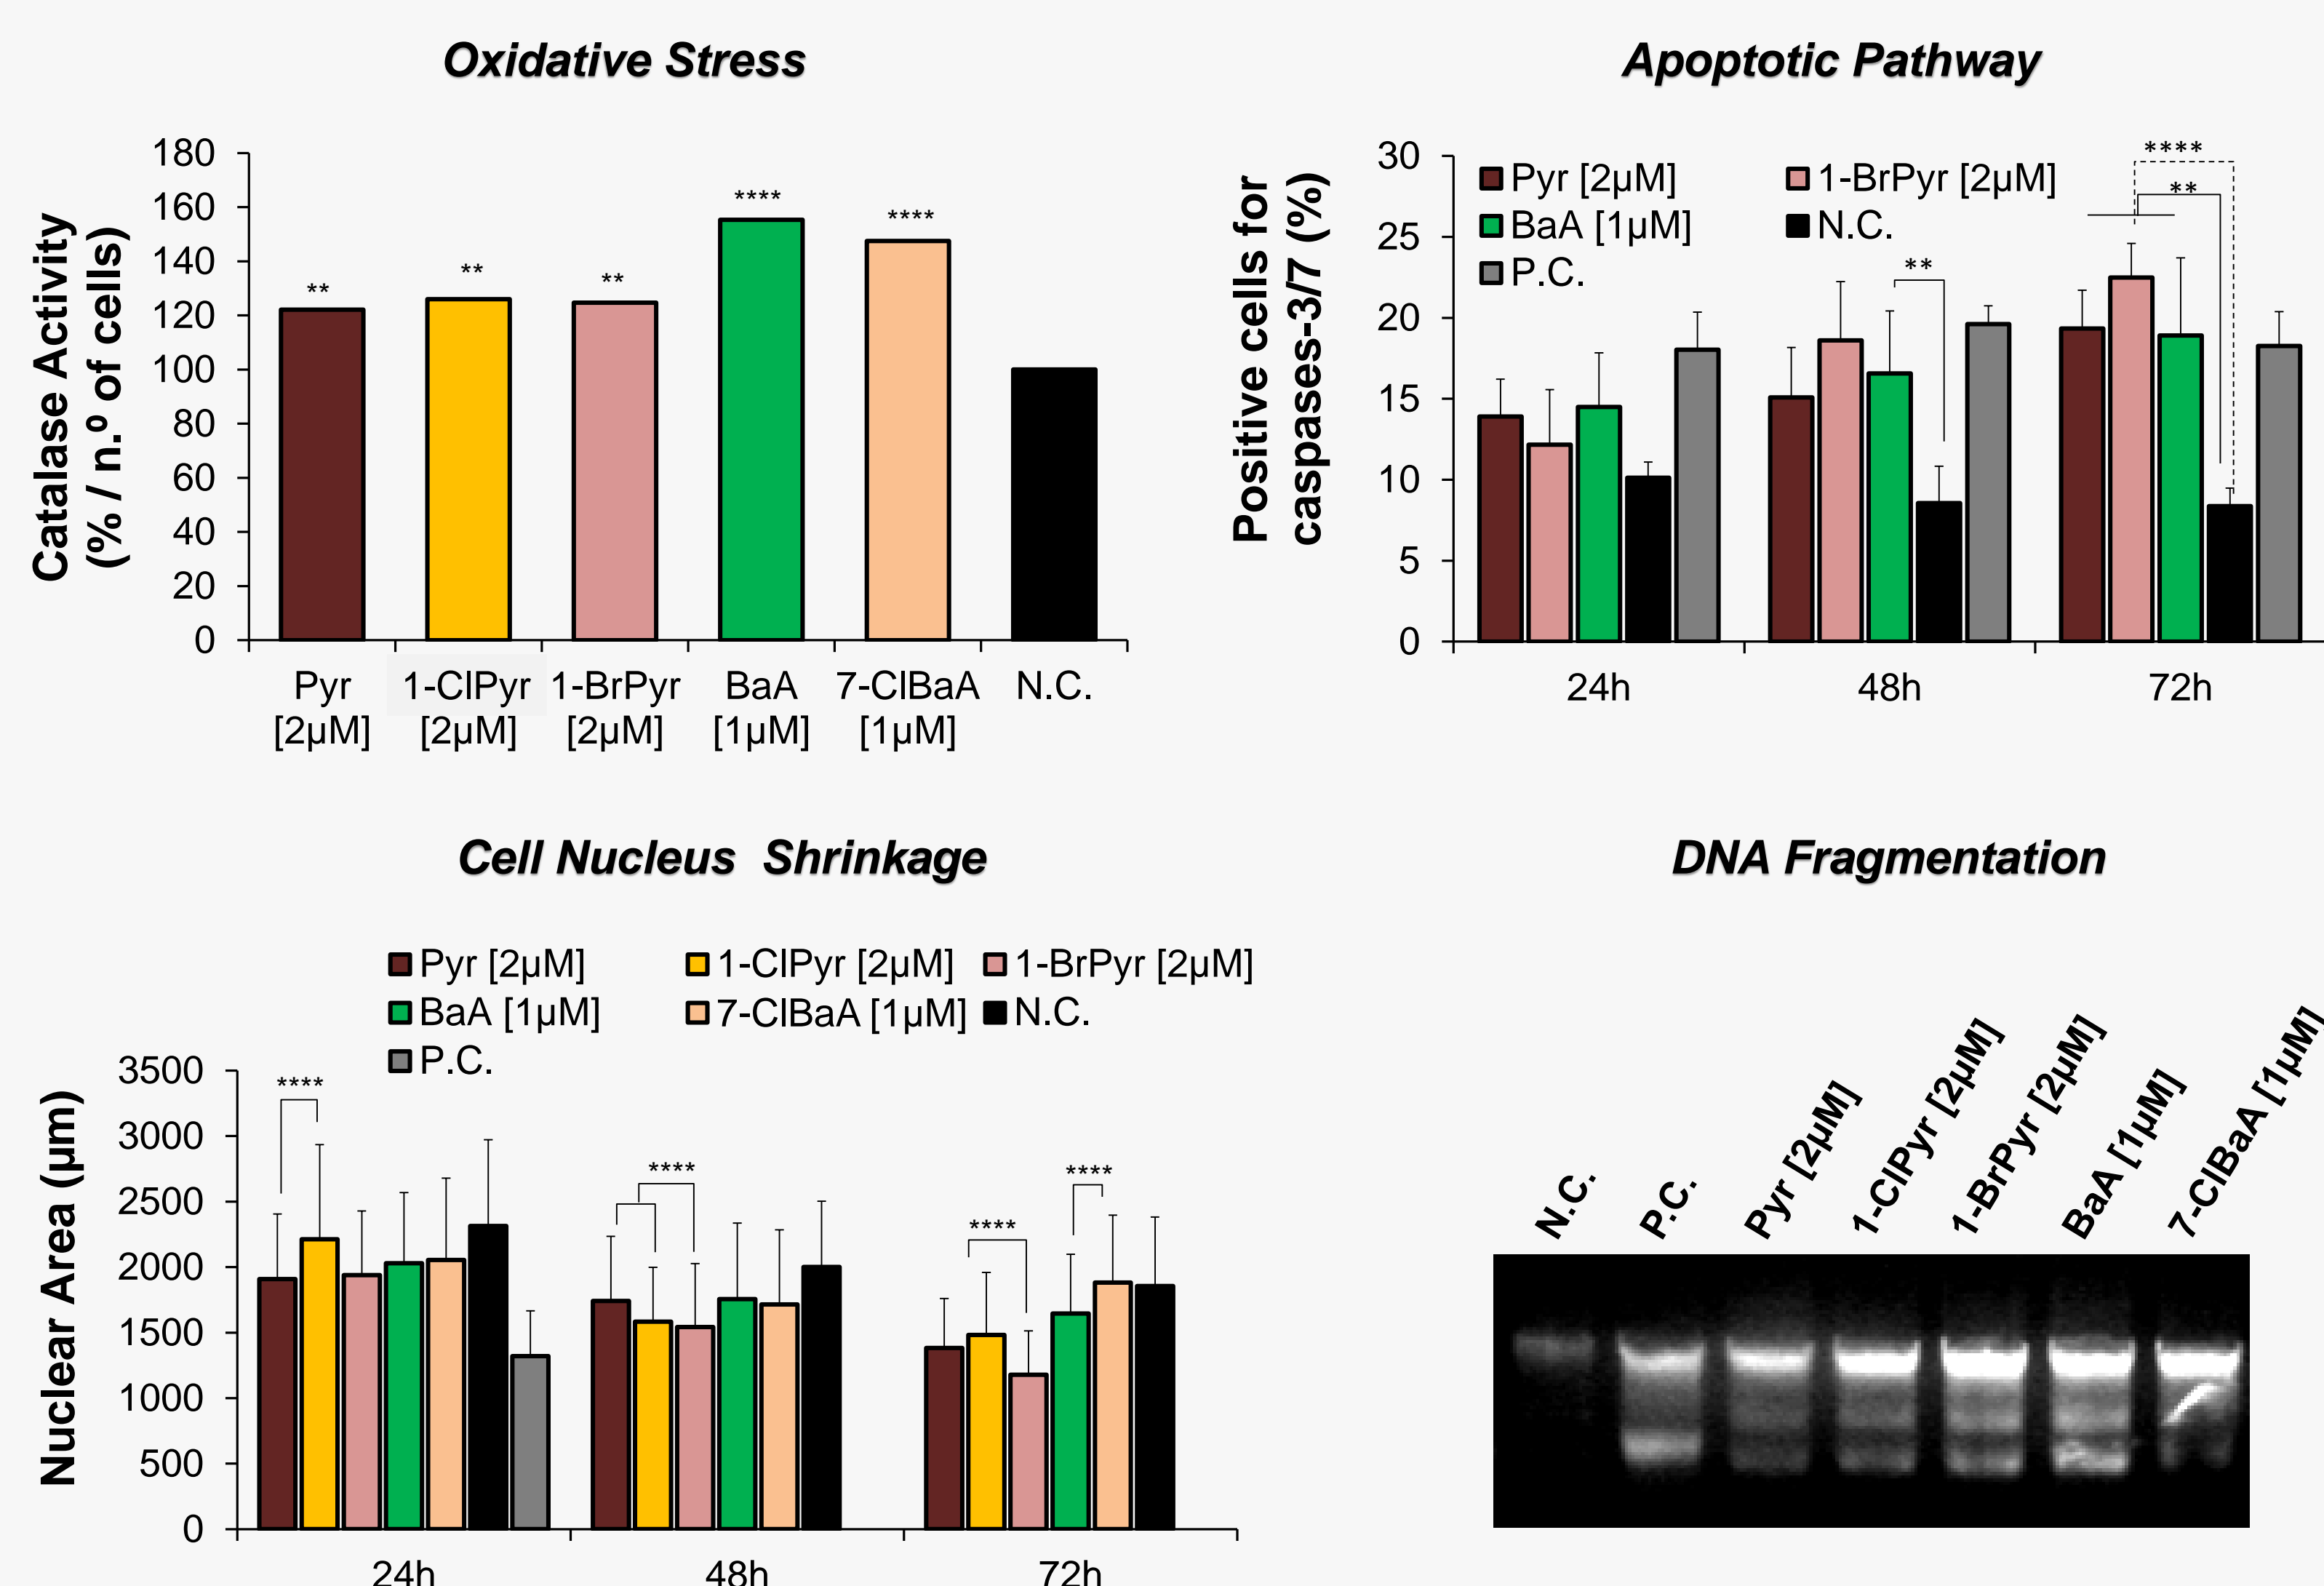 Oxidative Stress
Catalase Activity
(% / n.º of cells)
180
160
140
120
100
80
60
40
20
0
**
**
**
****
****
Pyr
[2µM]
1-ClPyr
[2µM]
1-BrPyr
[2µM]
BaA
[1µM]
7-ClBaA
[1µM]
N.C.
Apoptotic Pathway
Positive cells for
caspases-3/7 (%)
30
25
20
15
10
5
0
Pyr [2µM]
1-BrPyr [2µM]
BaA [1µM]
N.C.
P.C.
**
****
**
24h
48h
72h
Cell Nucleus Shrinkage
Pyr [2µM]
1-ClPyr [2µM]
1-BrPyr [2µM]
BaA [1µM]
7-ClBaA [1µM]
N.C.
P.C.
Nuclear Area (µm)
3500
3000
2500
2000
1500
1000
500
0
****
****
****
****
24h
48h
72h
DNA Fragmentation
N.C.
P.C.
Pyr [2µM]
1-ClPyr [2µM]
1-BrPyr [2µM]
BaA [1µM]
7-ClBaA [1µM]